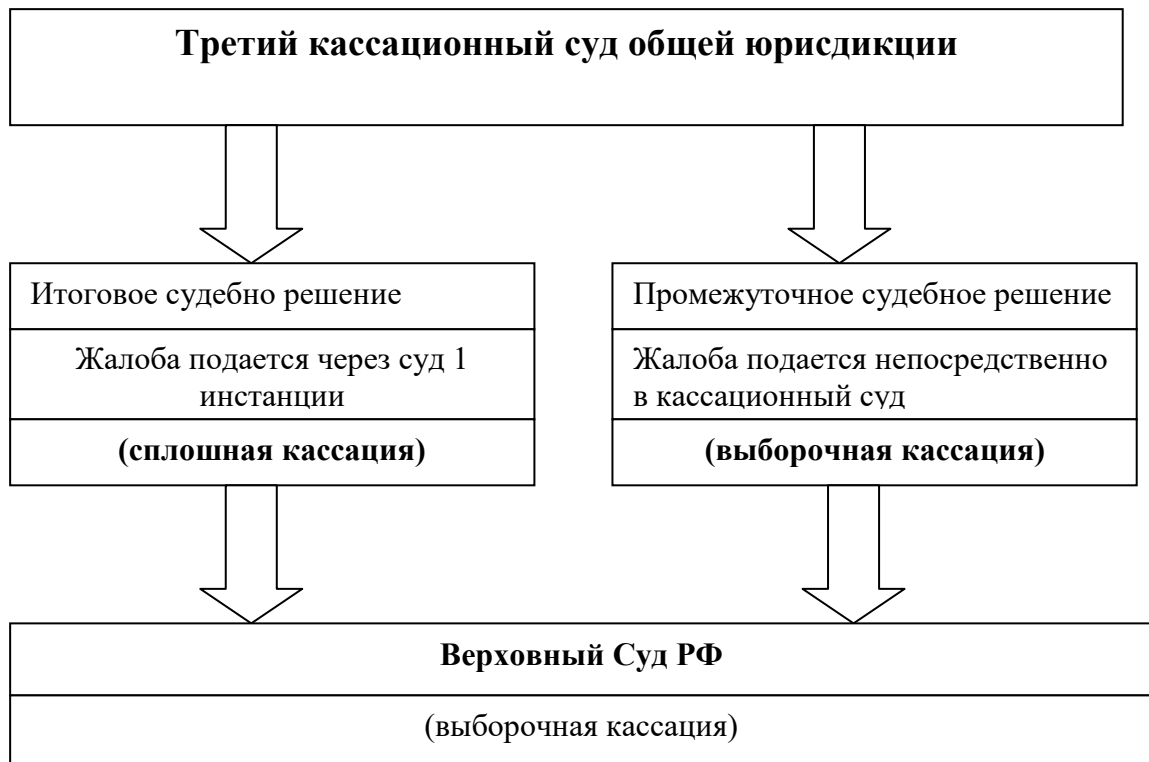 Третий кассационный суд общей юрисдикции
Итоговое судебно решение
Жалоба подается через суд 1
инстанции
(сплошная кассация)
Промежуточное судебное решение
Жалоба подается непосредственно
в кассационный суд
(выборочная кассация)
Верховный Суд РФ
(выборочная кассация)